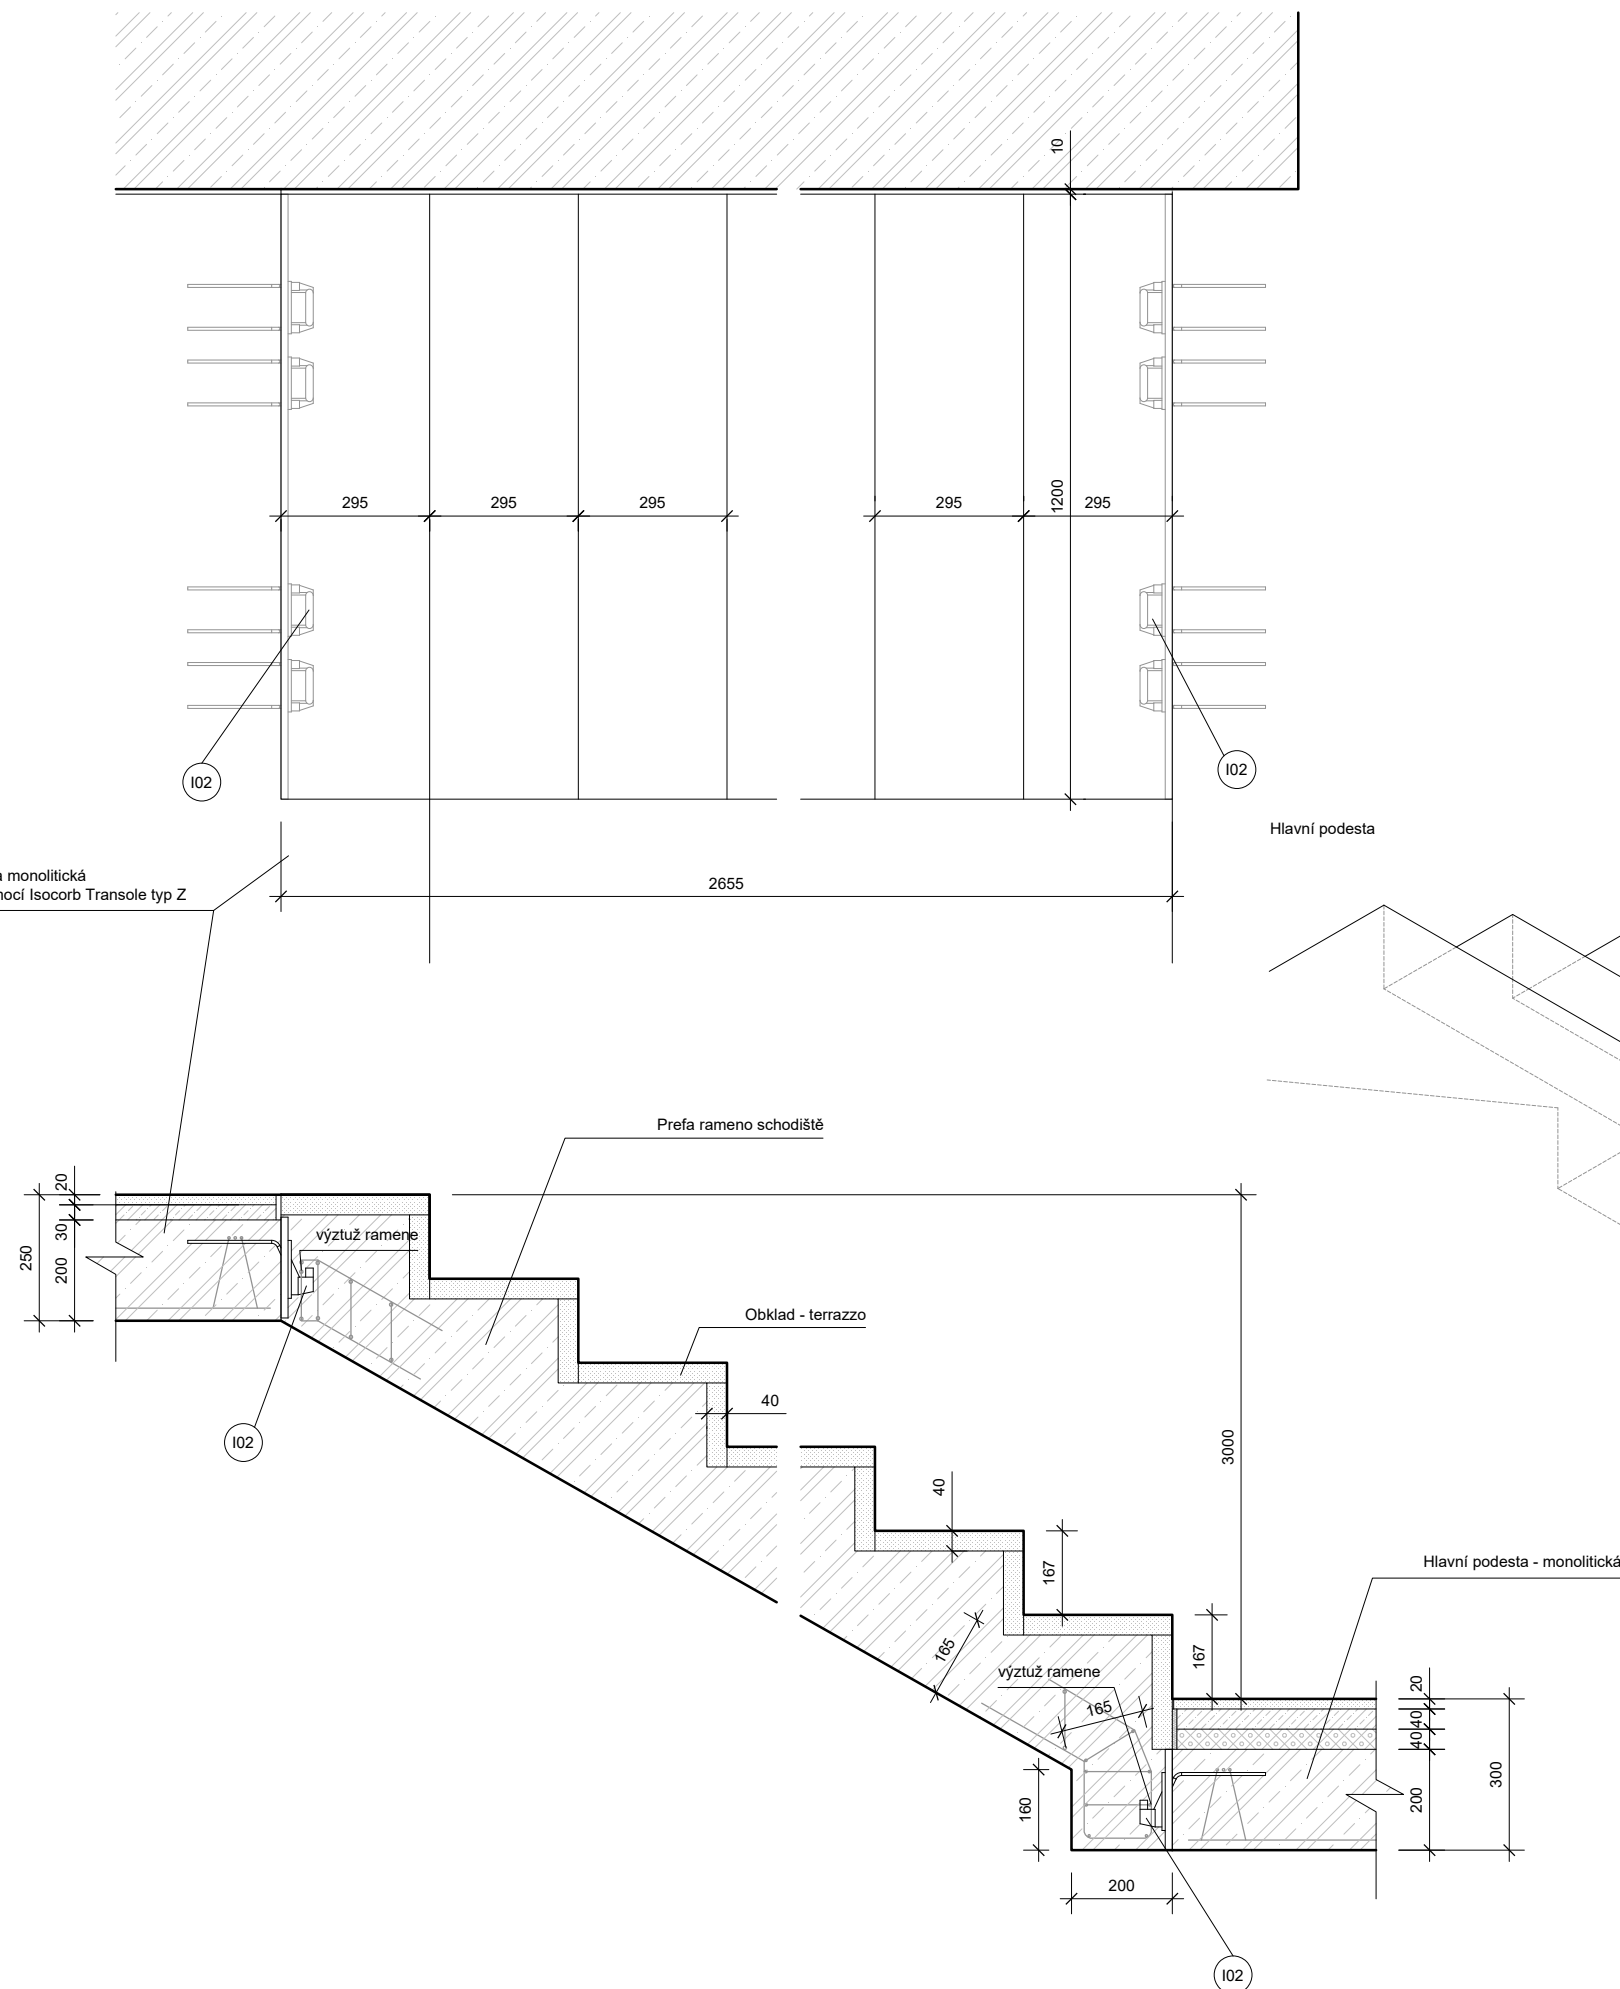 10
295
295
295
295
295
1200
I02
I02
Hlavní podesta
a monolitická
mocí Isocorb Transole typ Z
2655
Prefa rameno schodiště
20
30
200
250
výztuž ramene
Obklad - terrazzo
40
I02
40
3000
167
Hlavní podesta - monolitická
167
165
výztuž ramene
165
20
40
40
200
300
160
200
I02